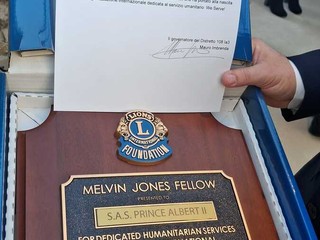 internazionale dedicata al servizio umanitario 'We Serve'
Il governatore del Distretto 108 Ia3
Mauro Imbrenda
LIONS
L
INTERNATIONAL
FOUNDATION
MELVIN JONES FELLOW
PRESENTED TO
S.A.S. PRINCE ALBERT II
FOR DEDICATED HUMANITARIAN SERVICES